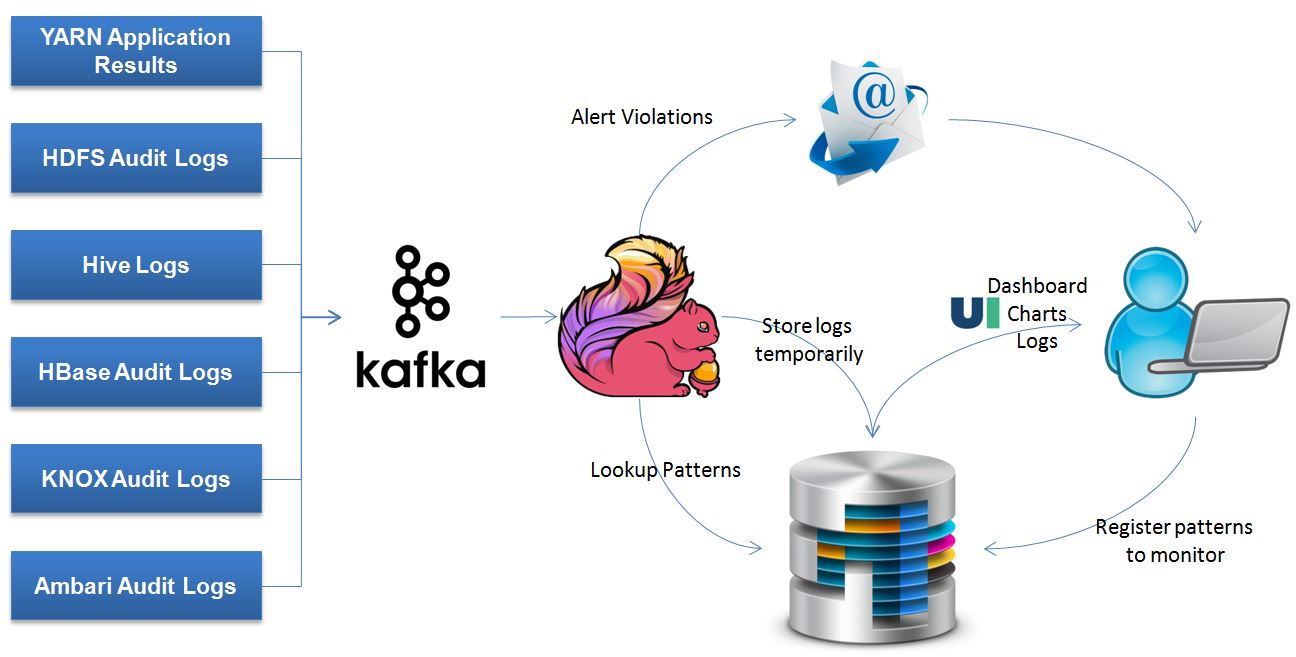 YARN Application
Results
HDFS Audit Logs
Hive Logs
HBase Audit Logs
KNOX Audit Logs
Ambari Audit Logs
kafka
Alert Violations
@
Store logs
temporarily
Lookup Patterns
UI
Dashboard
Charts
Logs
Register patterns
to monitor